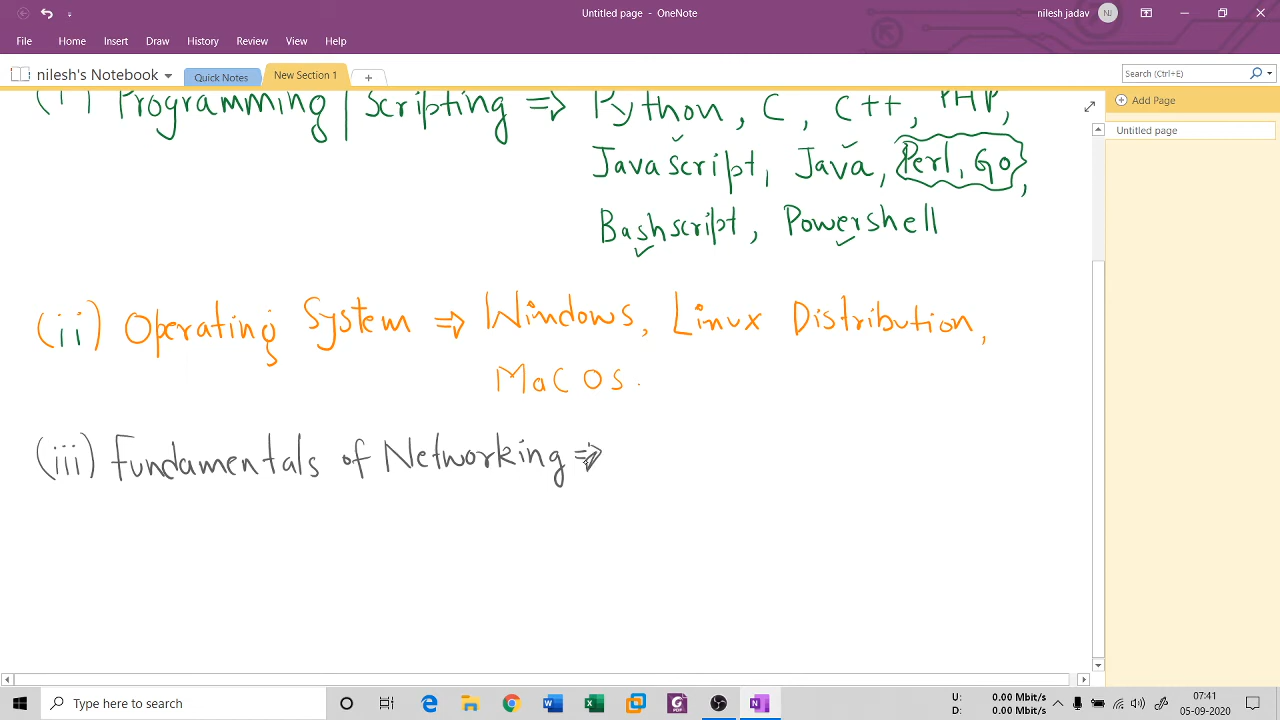 Untitled page - OneNote
nilesh jadav NJ
File Home Insert Draw History Review View Help
nilesh's Notebook Quick Notes New Section 1 +
Search (Ctrl+E)
Add Page
Untitled page
(i) Programming | Scripting ⇒ Python, C, C++, PHP,
JavaScript, Java, Perl, Go,
Bashscript, Powershell
(ii) Operating System ⇒ Windows, Linux Distribution,
MaC OS.
(iii) Fundamentals of Networking ⇒
Type here to search
U: 0.00 Mbit/s
D: 0.00 Mbit/s
07:41
05-09-2020